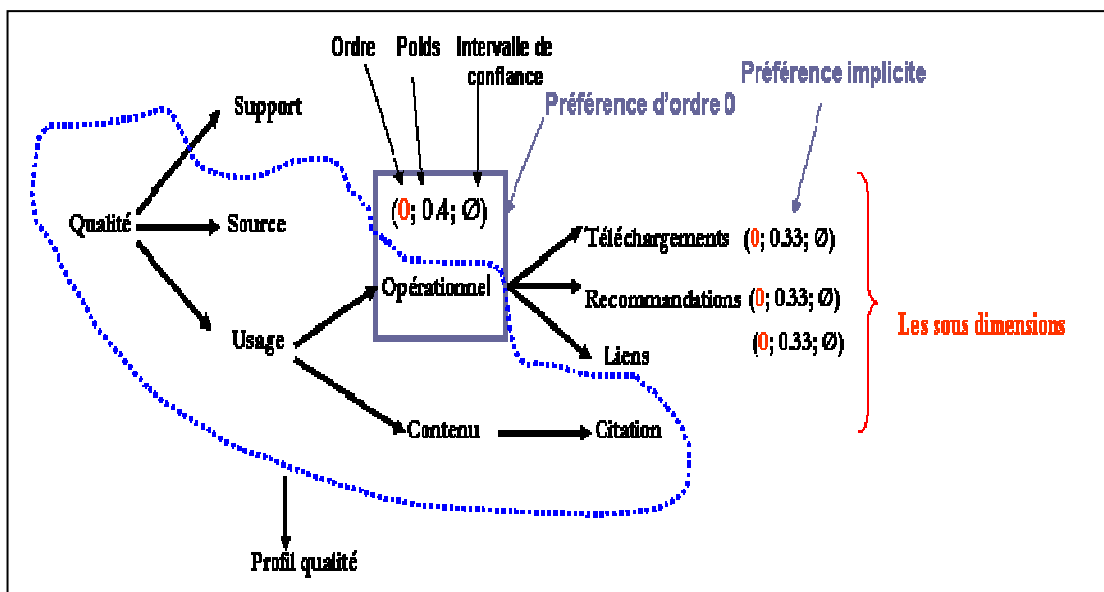 Ordre Poids Intervalle de
confiance
Préférence implicite
Préférence d'ordre 0
Support
(0; 0.4; Ø)
Qualité
Source
Téléchargements (0; 0.33; Ø)
Opérationnel
Recommandations (0; 0.33; Ø)
Les sous dimensions
Usage
(0; 0.33; Ø)
Liens
Contenu
Citation
Profil qualité